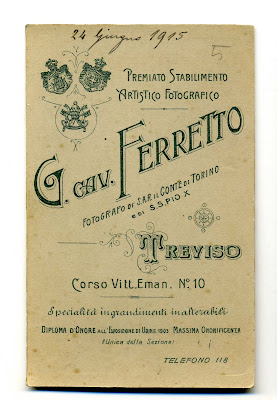 24 Giugno 1915
5
Premiato Stabilimento
Artistico Fotografico
G. cav. Ferretto
Fotografo di S.A.R. il Conte di Torino
e di S.S. Pio X
Treviso
Corso Vitt. Eman. No. 10
Specialità ingrandimenti inalterabili
Diploma d'Onore all'Esposizione di Udine 1903 Massima Onorificenza
(Unica della Sezione)
Telefono 118